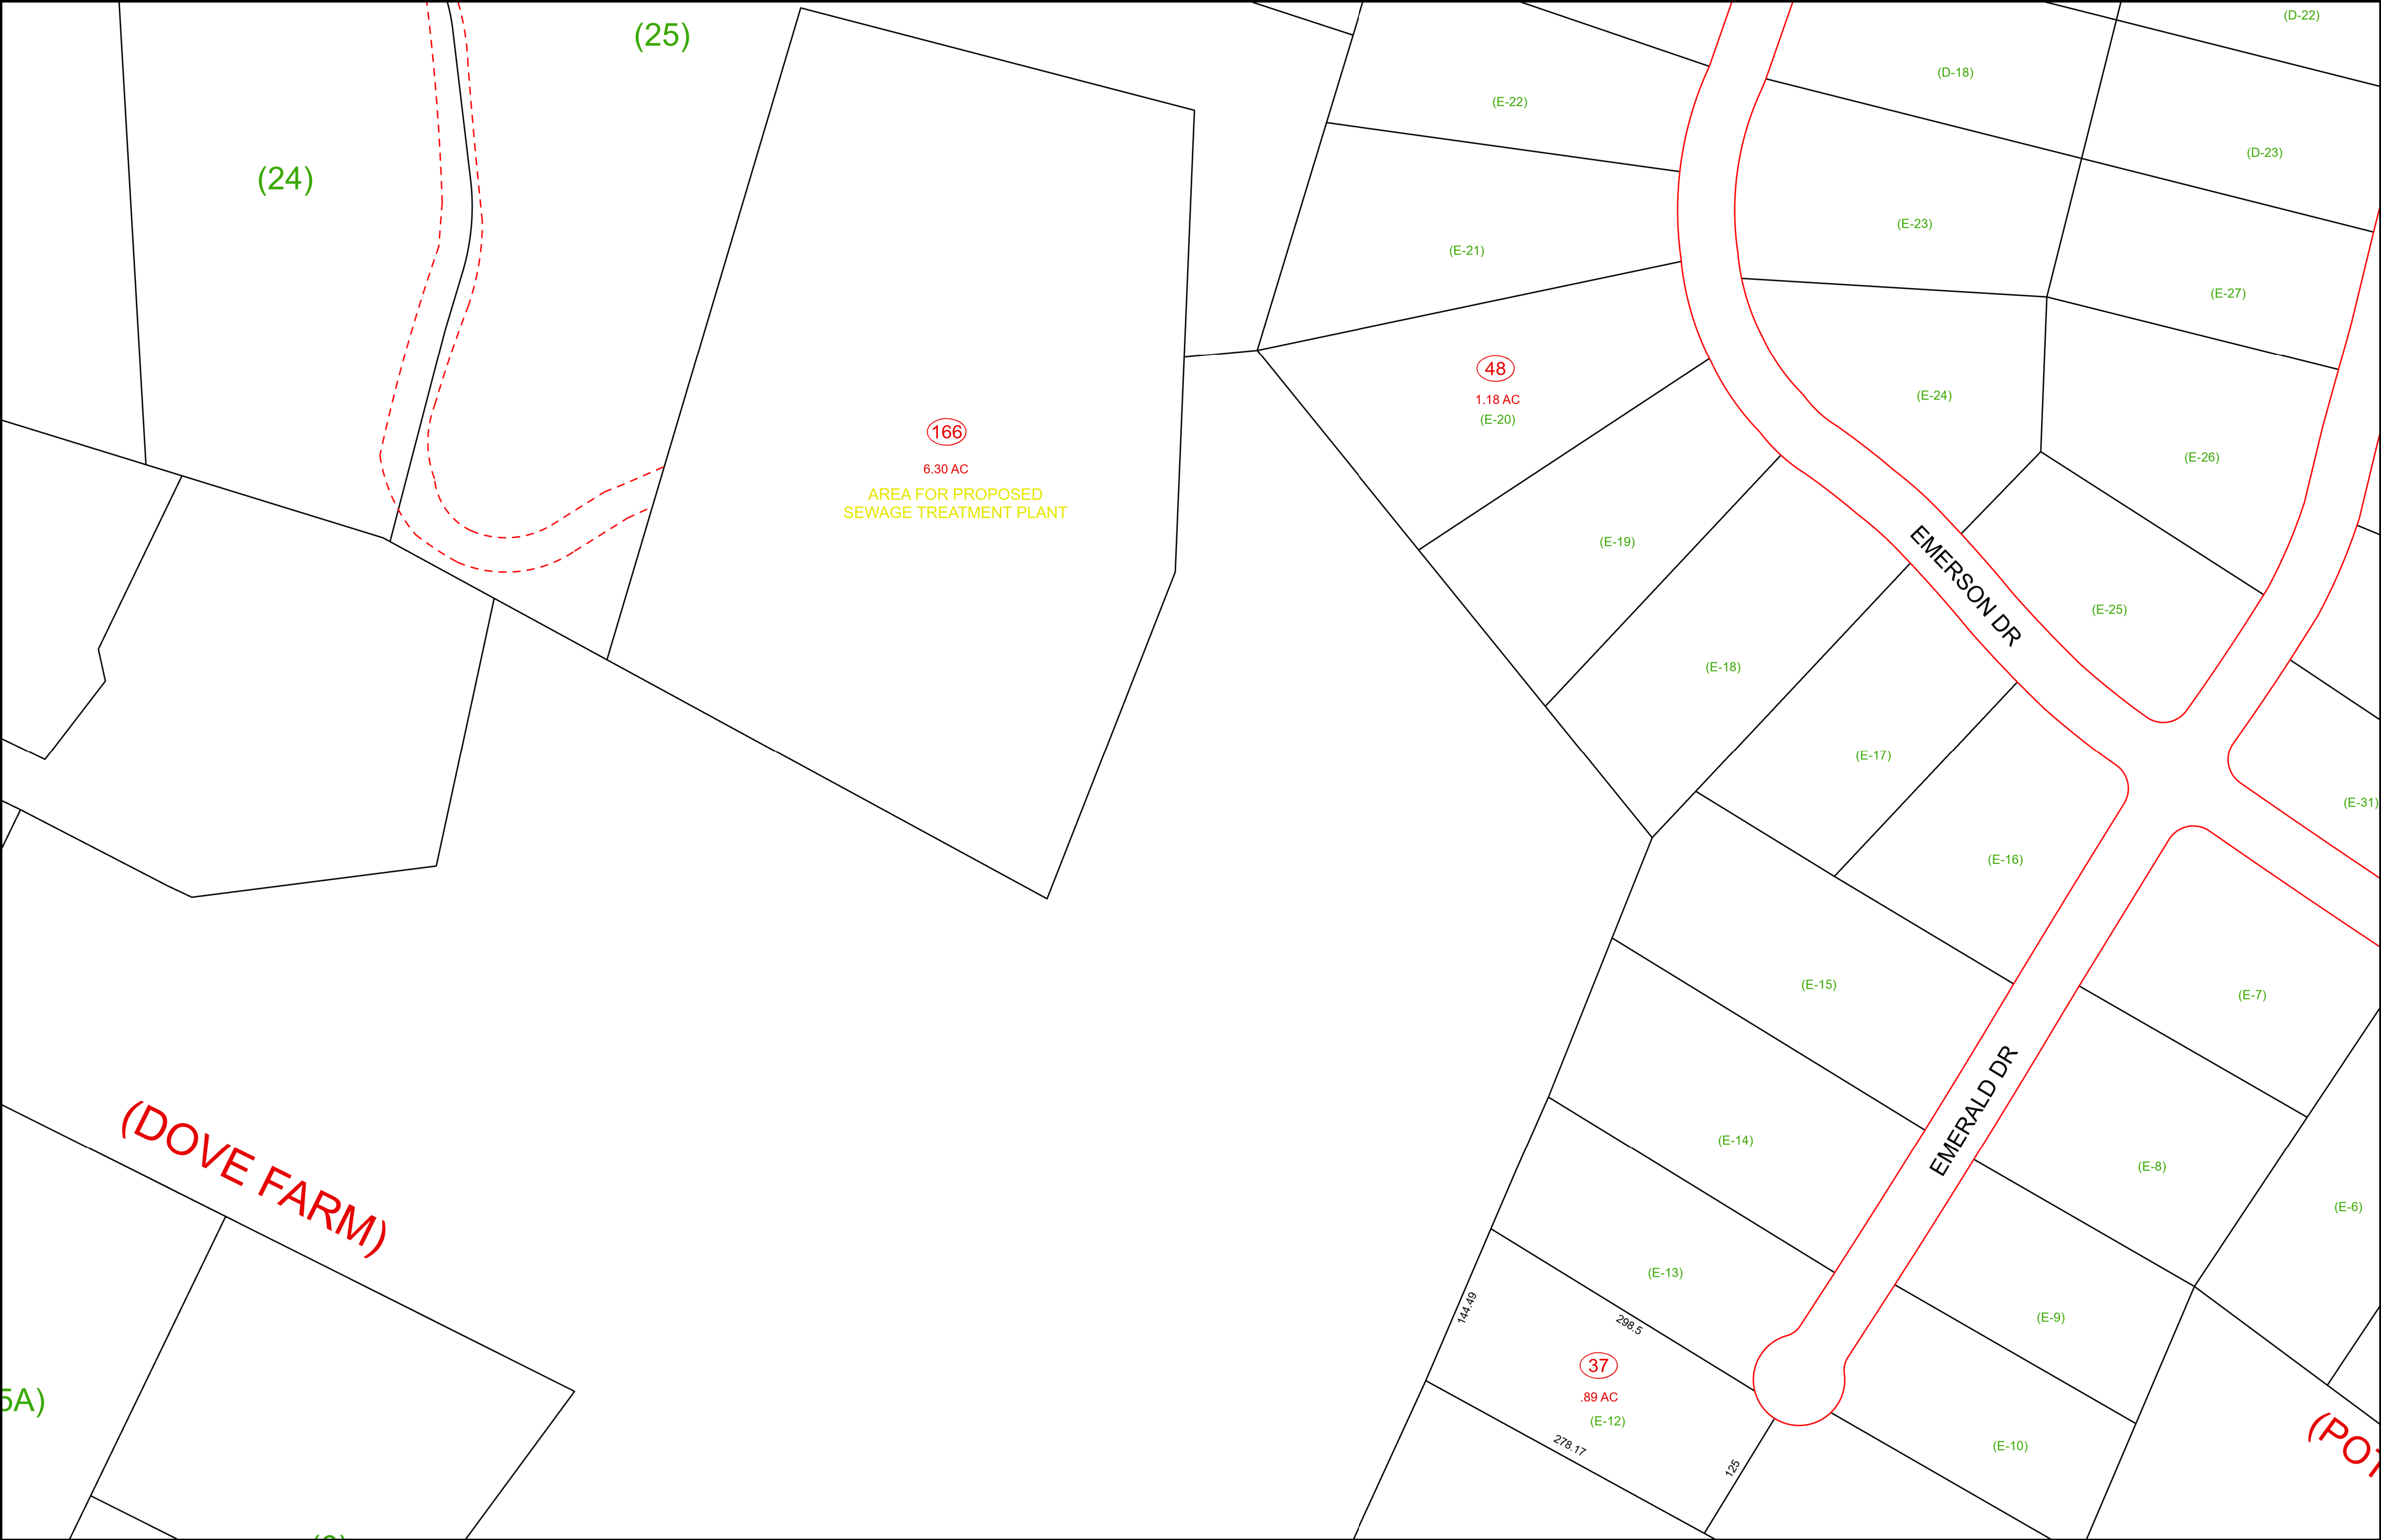 (25)
(D-22)
(D-18)
(E-22)
(D-23)
(24)
(E-23)
(E-21)
(E-27)
48
1.18 AC
(E-20)
(E-24)
166
6.30 AC
AREA FOR PROPOSED
SEWAGE TREATMENT PLANT
(E-26)
(E-19)
EMERSON DR
(E-25)
(E-18)
(E-17)
(E-31)
(E-16)
(E-15)
(E-7)
EMERALD DR
(E-14)
(DOVE FARM)
(E-8)
(E-6)
(E-13)
144.49
298.5
(E-9)
37
.89 AC
(E-12)
5A)
278.17
125
(E-10)
(POT